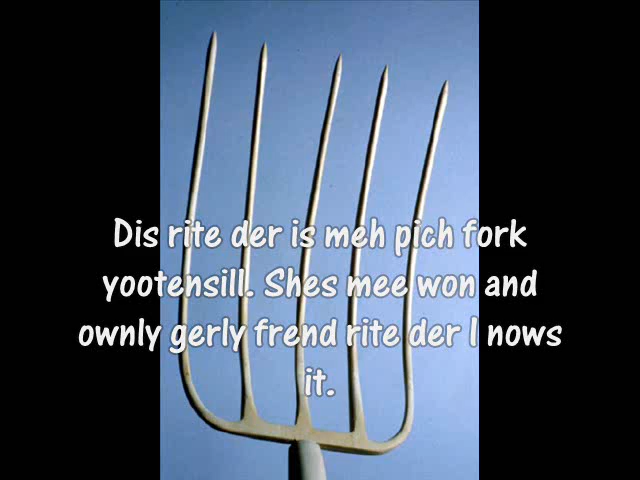 Dis rite der is meh pich fork
yootensill. Shes mee won and
ownly gerly frend rite der I nows
it.